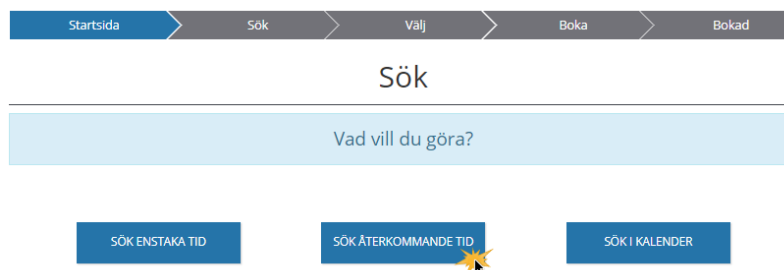 Startsida Sök Välj Boka Bokad
Sök
Vad vill du göra?
SÖK ENSTAKA TID SÖK ÅTERKOMMANDE TID SÖK I KALENDER